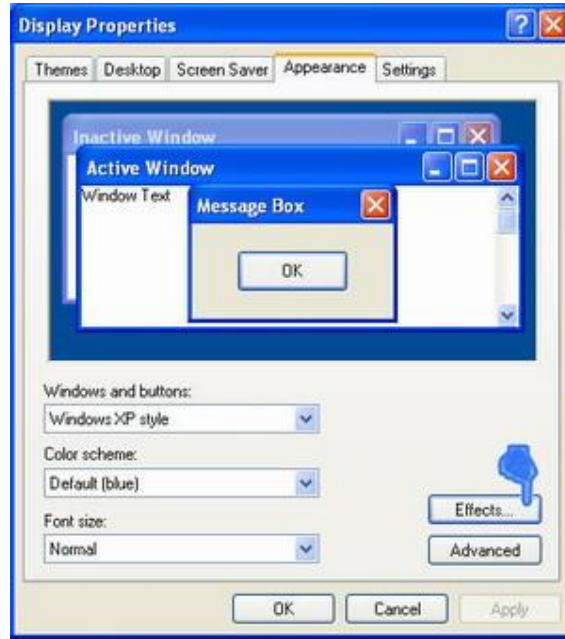 Display Properties
Themes Desktop Screen Saver Appearance Settings
Inactive Window
Active Window
Window Text
Message Box
OK
Windows and buttons:
Windows XP style
Color scheme:
Default (blue)
Effects...
Font size:
Normal
Advanced
OK Cancel Apply